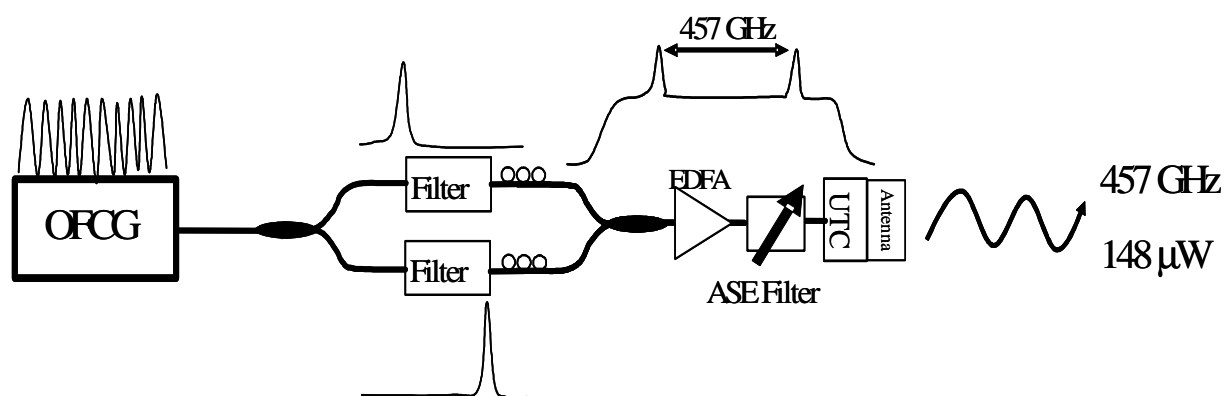 457 GHz
OFCG
Filter
Filter
EDFA
ASE Filter
UTC
Antenna
457 GHz
148 µW